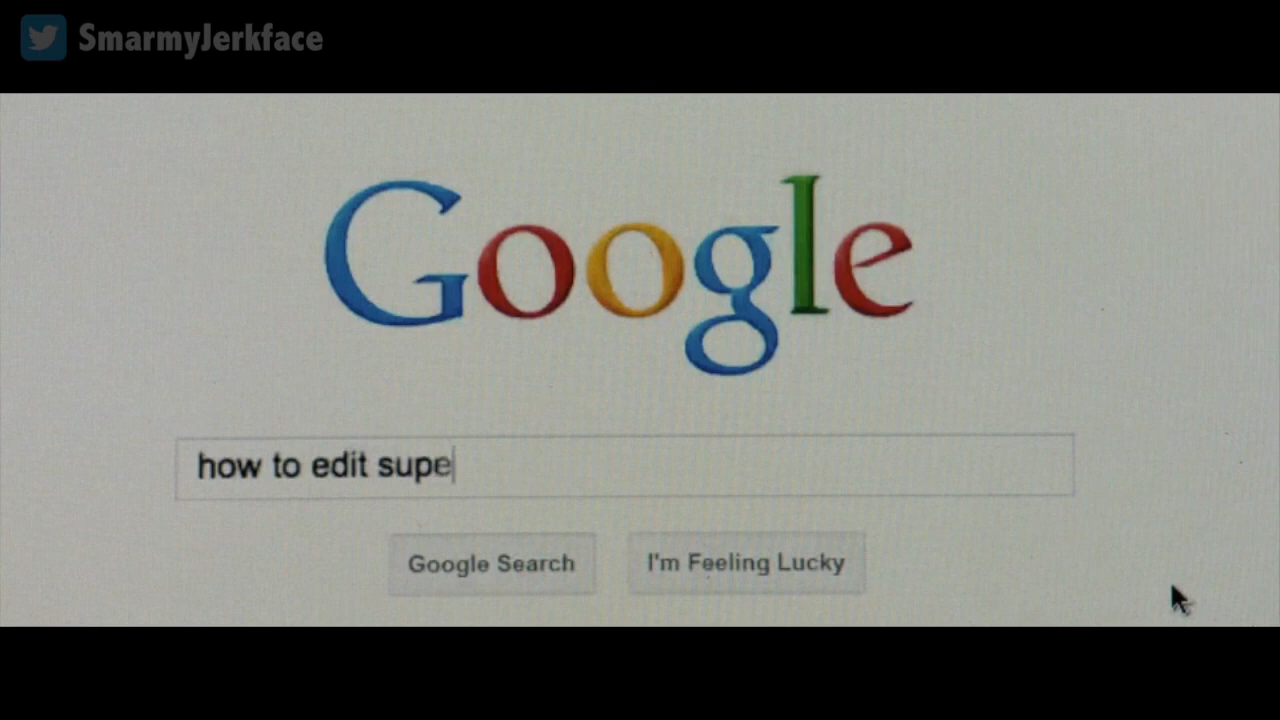 SmarmyJerkface
Google
how to edit supe
Google Search
I'm Feeling Lucky